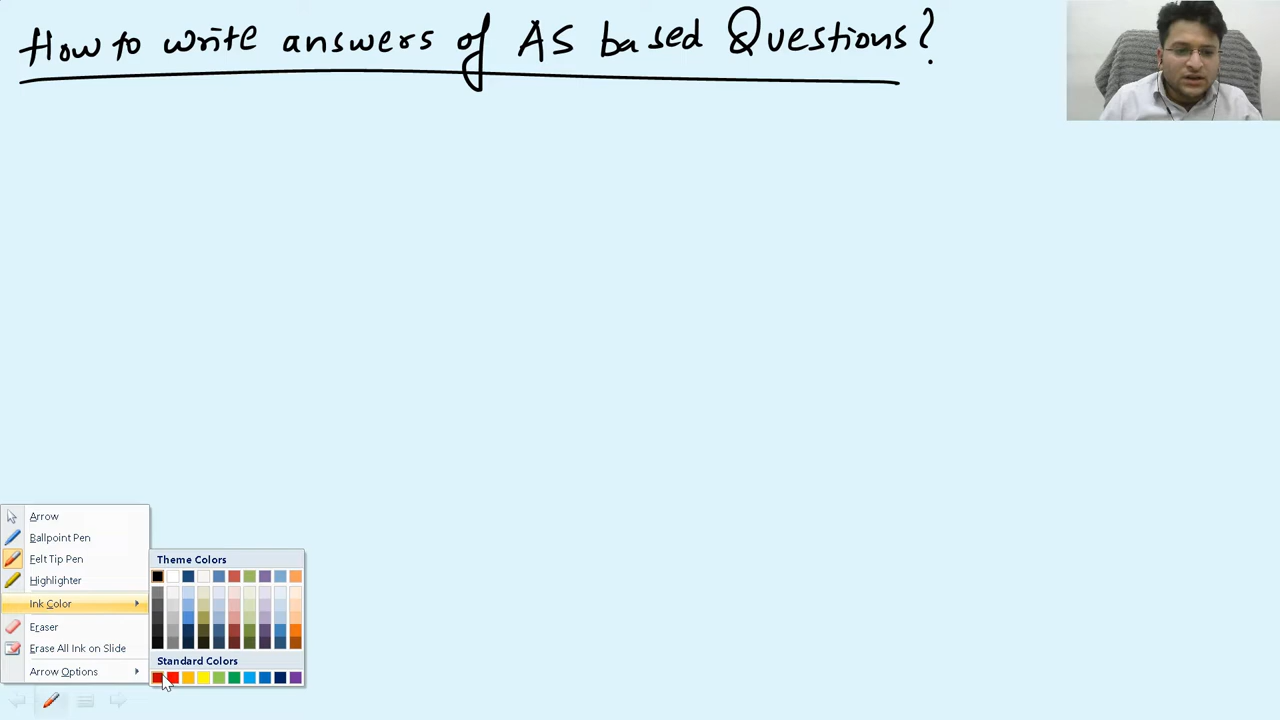 How to write answers of AS based Questions?
Arrow
Ballpoint Pen
Felt Tip Pen
Highlighter
Ink Color
Eraser
Erase All Ink on Slide
Arrow Options
Theme Colors
Standard Colors